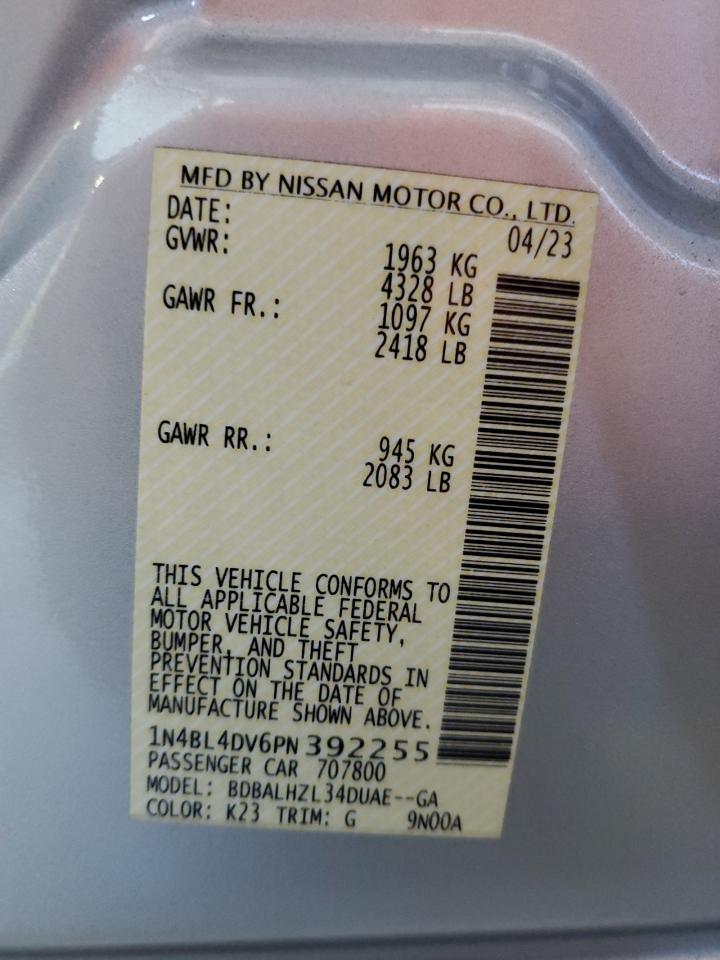 MFD BY NISSAN MOTOR CO., LTD.
DATE: 04/23
GVWR: 1963 KG
4328 LB
GAWR FR.: 1097 KG
2418 LB
GAWR RR.: 945 KG
2083 LB
THIS VEHICLE CONFORMS TO
ALL APPLICABLE FEDERAL
MOTOR VEHICLE SAFETY,
BUMPER, AND THEFT
PREVENTION STANDARDS IN
EFFECT ON THE DATE OF
MANUFACTURE SHOWN ABOVE.
1N4BL4DV6PN 392255
PASSENGER CAR 707800
MODEL: BDBALHZL34DUAE--GA
COLOR: K23 TRIM: G 9N00A